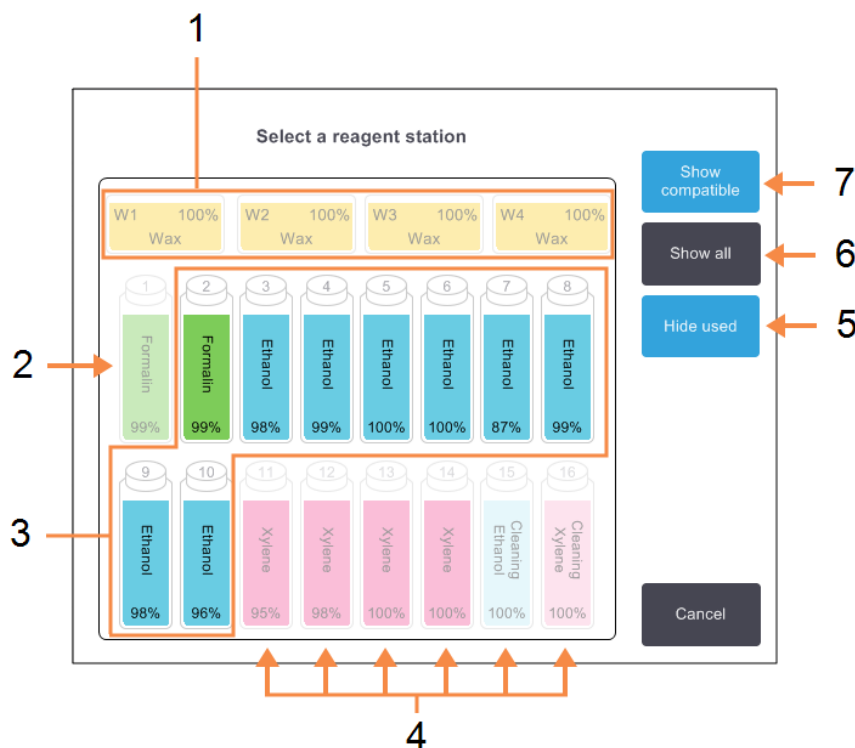 1
Select a reagent station
Show
compatible
7
W1 100% W2 100% W3 100% W4 100%
Wax Wax Wax Wax
Show all
6
1 2 3 4 5 6 7 8
Hide used
5
2
Formalin Formalin Ethanol Ethanol Ethanol Ethanol Ethanol Ethanol
99% 99% 98% 99% 100% 100% 87% 99%
9 10 11 12 13 14 15 16
3
Ethanol Ethanol Xylene Xylene Xylene Xylene Cleaning
Ethanol Cleaning
Xylene
98% 96% 95% 98% 100% 100% 100% 100%
Cancel
4